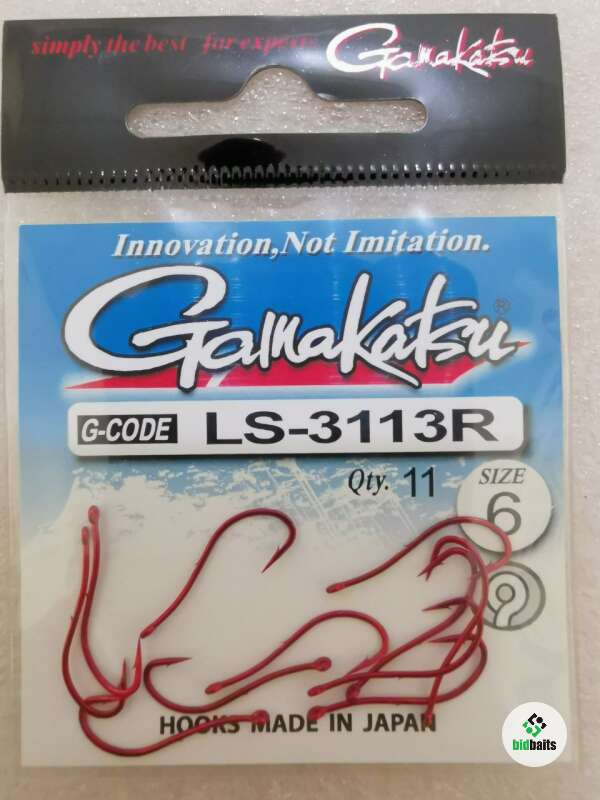 simply the best for experts Gamakatsu
Innovation,Not Imitation.
Gamakatsu®
G-CODE LS-3113R
Qty. 11 SIZE
6
HOOKS MADE IN JAPAN
bidbaits